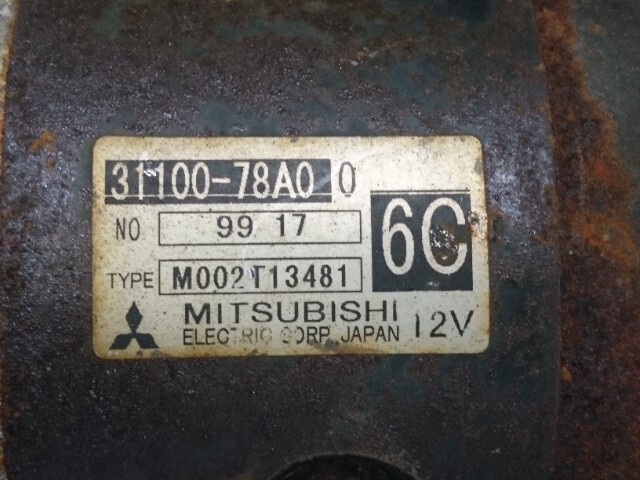 31100-78A0 0
NO 99 17
6C
TYPE M002T13481
MITSUBISHI
ELECTRIC CORP. JAPAN
12V